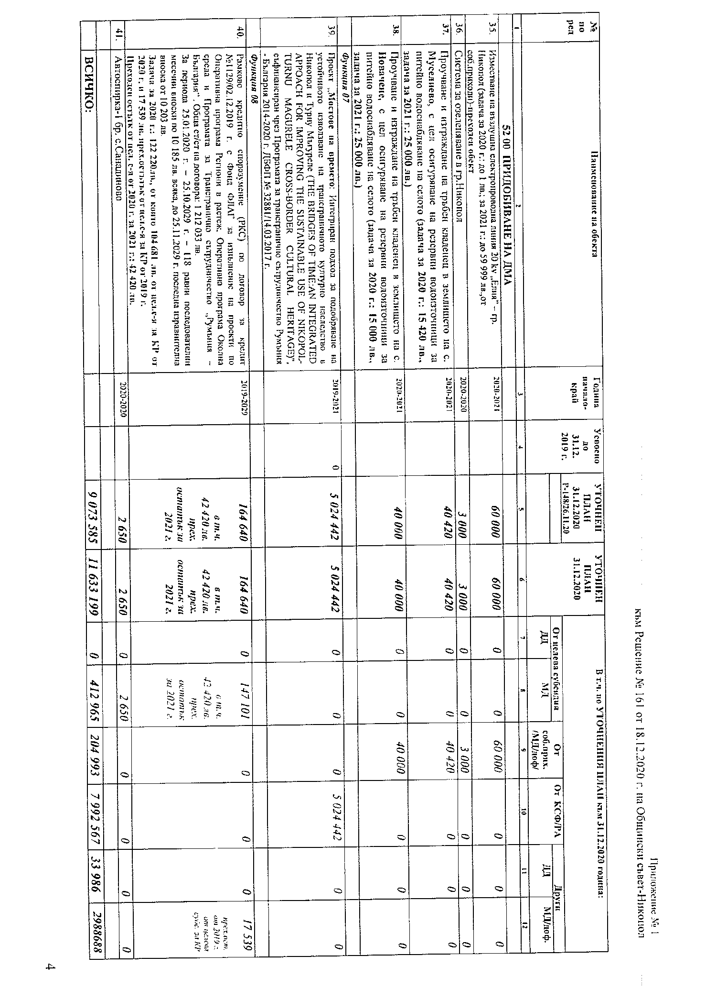 Приложение № 1
към Решение № 161 от 18.12.2020 г. на Общински съвет-Никопол
№ по ред
Наименование на обекта
Година начало-край
Усвоено до 31.12. 2019 г.
УТОЧНЕН ПЛАН 31.12.2020 Р-148/26.11.20
УТОЧНЕН ПЛАН 31.12.2020
В т.ч. по УТОЧНЕНИЯ ПЛАН към 31.12.2020 година:
От целева субсидия
ДД
МД
От соб.прих. /МД/доф/
От КСФ/РА
Други
ДД
МД/доф.
1 2 3 4 5 6 7 8 9 10 11 12
52 00 ПРИДОБИВАНЕ НА ДМА
35. Изместване на въздушна електропроводна линия 20 kv „Елия” – гр.
Никопол (задача за 2020 г.: до 1 лв.; за 2021 г.: до 59 999 лв.,от
соб.приходи)-преходен обект
2020-2021 60 000 60 000 0 0 60 000 0 0 0
36. Система за озеленяване в гр.Никопол 2020-2020 3 000 3 000 0 0 3 000 0 0 0
37. Проучване и изграждане на тръбен кладенец в землището на с.
Муселиево, с цел осигуряване на резервни водоизточници за
питейно водоснабляване на селото (задача за 2020 г.: 15 420 лв.,
задача за 2021 г.: 25 000 лв.)
2020-2021 40 420 40 420 0 0 40 420 0 0 0
38. Проучване и изграждане на тръбен кладенец в землището на с.
Новачене, с цел осигуряване на резервни водоизточници за
питейно водоснабдяване на селото (задача за 2020 г.: 15 000 лв.,
задача за 2021 г.: 25 000 лв.)
2020-2021 40 000 40 000 0 0 40 000 0 0 0
Функция 07
39. Проект „Мостове на времето: Интегриран подход за подобряване на
устойчивото използване на трансграничното културно наследство в
Никопол и Турну Мъгуреле (THE BRIDGES OF TIME:AN INTEGRATED
APPOACH FOR IMPROVING THE SUSTAINABLE USE OF NIKOPOL-
TURNU MAGURELE CROSS-BORDER CULTURAL HERITAGE)",
съфинансиран чрез Програмата за трансгранично сътрудничество Румъния
- България 2014-2020 г. ДБФП № 32881/14.03.2017 г.
2019-2021 0 5 024 442 5 024 442 0 0 0 5 024 442 0 0
Функция 08
40. Рамково кредитно споразумение (РКС) по договор за кредит
№1129/02.12.2019 г. с Фонд ФЛАГ за изпълнение на проекти по
Оперативна програма Региони в растеж, Оперативна програма Околна
среда и Програмата за Трансгранично сътрудничество „Румъния –
България“ . Обща ст/ст на договора: 1 212 033 лв.
За периода 25.01.2020 г. – 25.10.2029 г. – 118 равни последователни
месечни вноски по 10 185 лв. всяка, до 25.11.2029 г. последна изравнителна
вноска от 10 203 лв.
Задача за 2020 г.: 122 220лв., от които 104 681 лв. от цел.с-я за КР от
2020 г. и 17 539 лв. прех.остътък от цел.с-я за КР от 2019 г.
Преходен остътк от цел. с-я от 2020 г. за 2021 г.: 42 420 лв.
2019-2029
164 640 в т.ч. 42 420 лв. прех. остатък за 2021 г.
164 640 в т.ч. 42 420 лв. прех. остатък за 2021 г.
0
147 101 в т.ч. 42 420 лв. прех. остатък за 2021 г.
0 0 0
17 539 прех.ост. от 2019 г. от целева субс. за КР
41. Автоспирка-1 бр. с.Санадиново 2020-2020 2 650 2 650 0 2 650 0 0 0 0
ВСИЧКО: 9 073 585 11 633 199 0 412 965 204 993 7 992 567 33 986 2988688
4